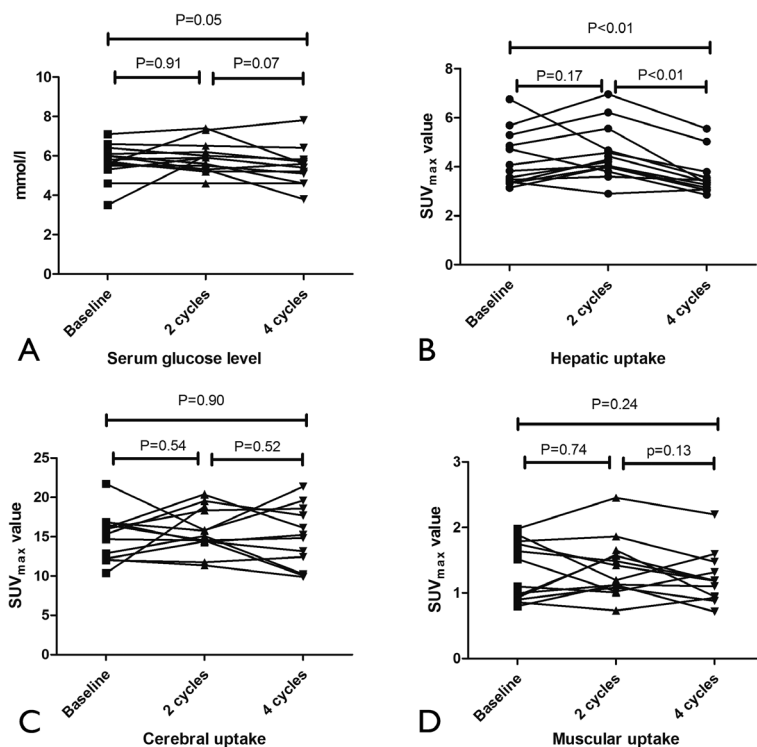 P=0.05
P=0.91 P=0.07
10
8
6
4
2
0
mmol/l
Baseline
2 cycles
4 cycles
A
Serum glucose level
P<0.01
P=0.17 P<0.01
8
6
4
2
0
SUVmax value
Baseline
2 cycles
4 cycles
B
Hepatic uptake
P=0.90
P=0.54 P=0.52
25
20
15
10
5
0
SUVmax value
Baseline
2 cycles
4 cycles
C
Cerebral uptake
P=0.24
P=0.74 p=0.13
3
2
1
0
SUVmax value
Baseline
2 cycles
4 cycles
D
Muscular uptake